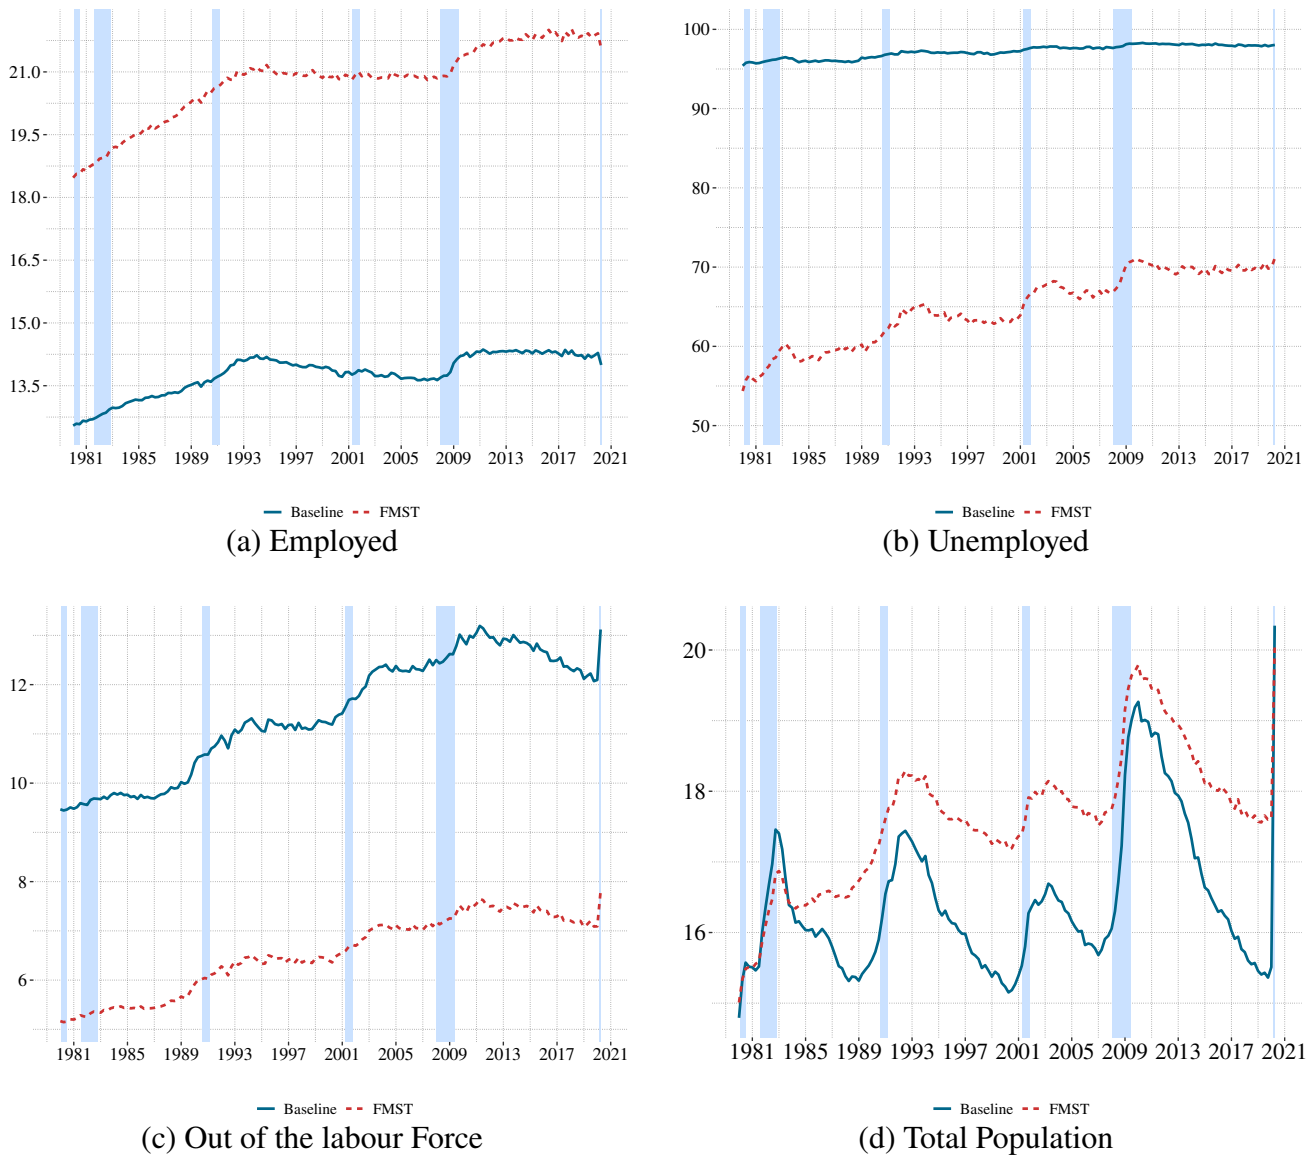 21.0
19.5
18.0
16.5
15.0
13.5
1981 1985 1989 1993 1997 2001 2005 2009 2013 2017 2021
Baseline FMST
(a) Employed
100
90
80
70
60
50
1981 1985 1989 1993 1997 2001 2005 2009 2013 2017 2021
Baseline FMST
(b) Unemployed
12
10
8
6
1981 1985 1989 1993 1997 2001 2005 2009 2013 2017 2021
Baseline FMST
(c) Out of the labour Force
20
18
16
1981 1985 1989 1993 1997 2001 2005 2009 2013 2017 2021
Baseline FMST
(d) Total Population